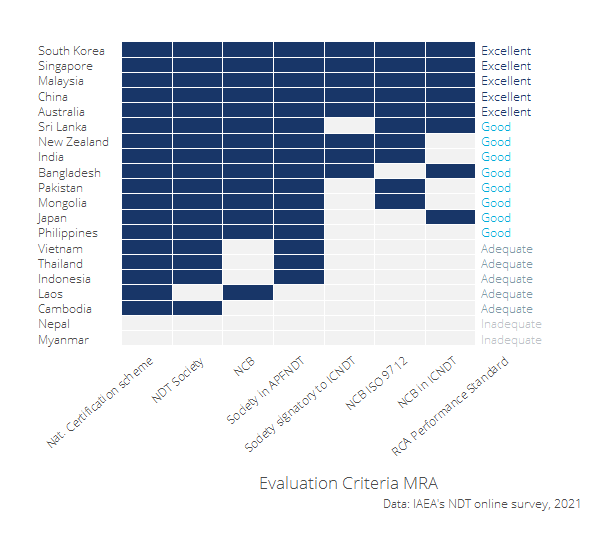 South Korea Excellent
Singapore Excellent
Malaysia Excellent
China Excellent
Australia Excellent
Sri Lanka Good
New Zealand Good
India Good
Bangladesh Good
Pakistan Good
Mongolia Good
Japan Good
Philippines Good
Vietnam Adequate
Thailand Adequate
Indonesia Adequate
Laos Adequate
Cambodia Adequate
Nepal Inadequate
Myanmar Inadequate
Nat. Certification scheme
NDT Society
NCB
Society in APFNDT
Society signatory to ICNDT
NCB ISO 9712
NCB in ICNDT
RCA Performance Standard
Evaluation Criteria MRA
Data: IAEA's NDT online survey, 2021